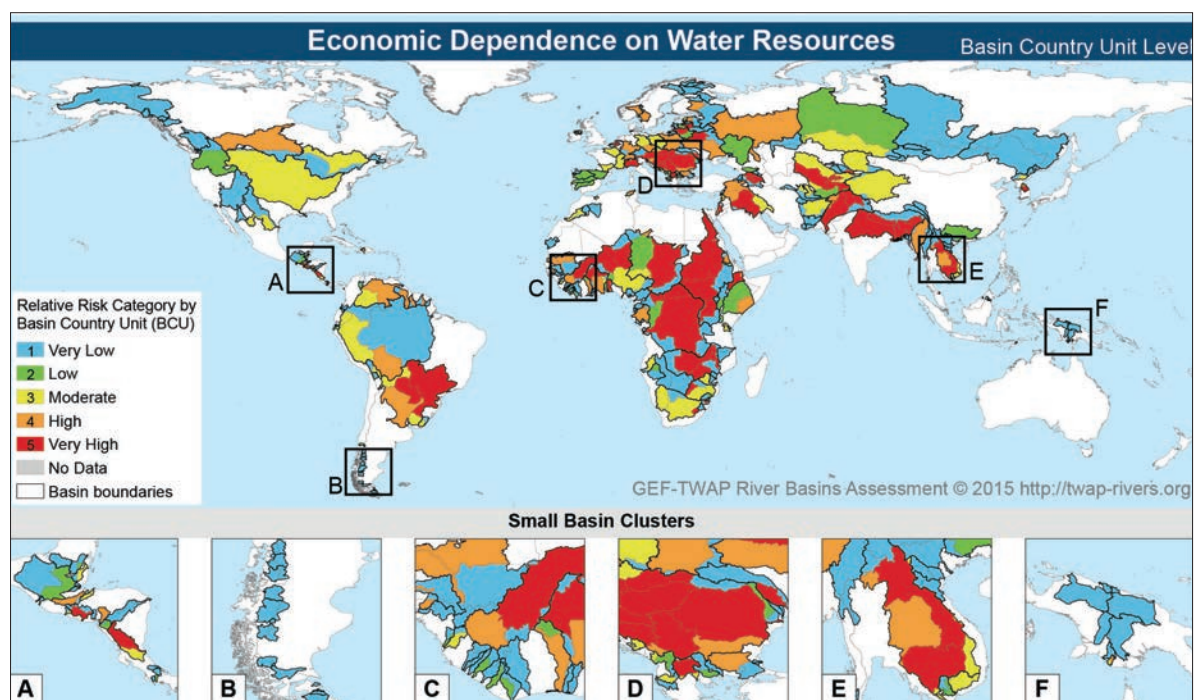 Economic Dependence on Water Resources
Basin Country Unit Level
A
B
C
D
E
F
Relative Risk Category by
Basin Country Unit (BCU)
1 Very Low
2 Low
3 Moderate
4 High
5 Very High
No Data
Basin boundaries
GEF-TWAP River Basins Assessment © 2015 http://twap-rivers.org
Small Basin Clusters
A
B
C
D
E
F